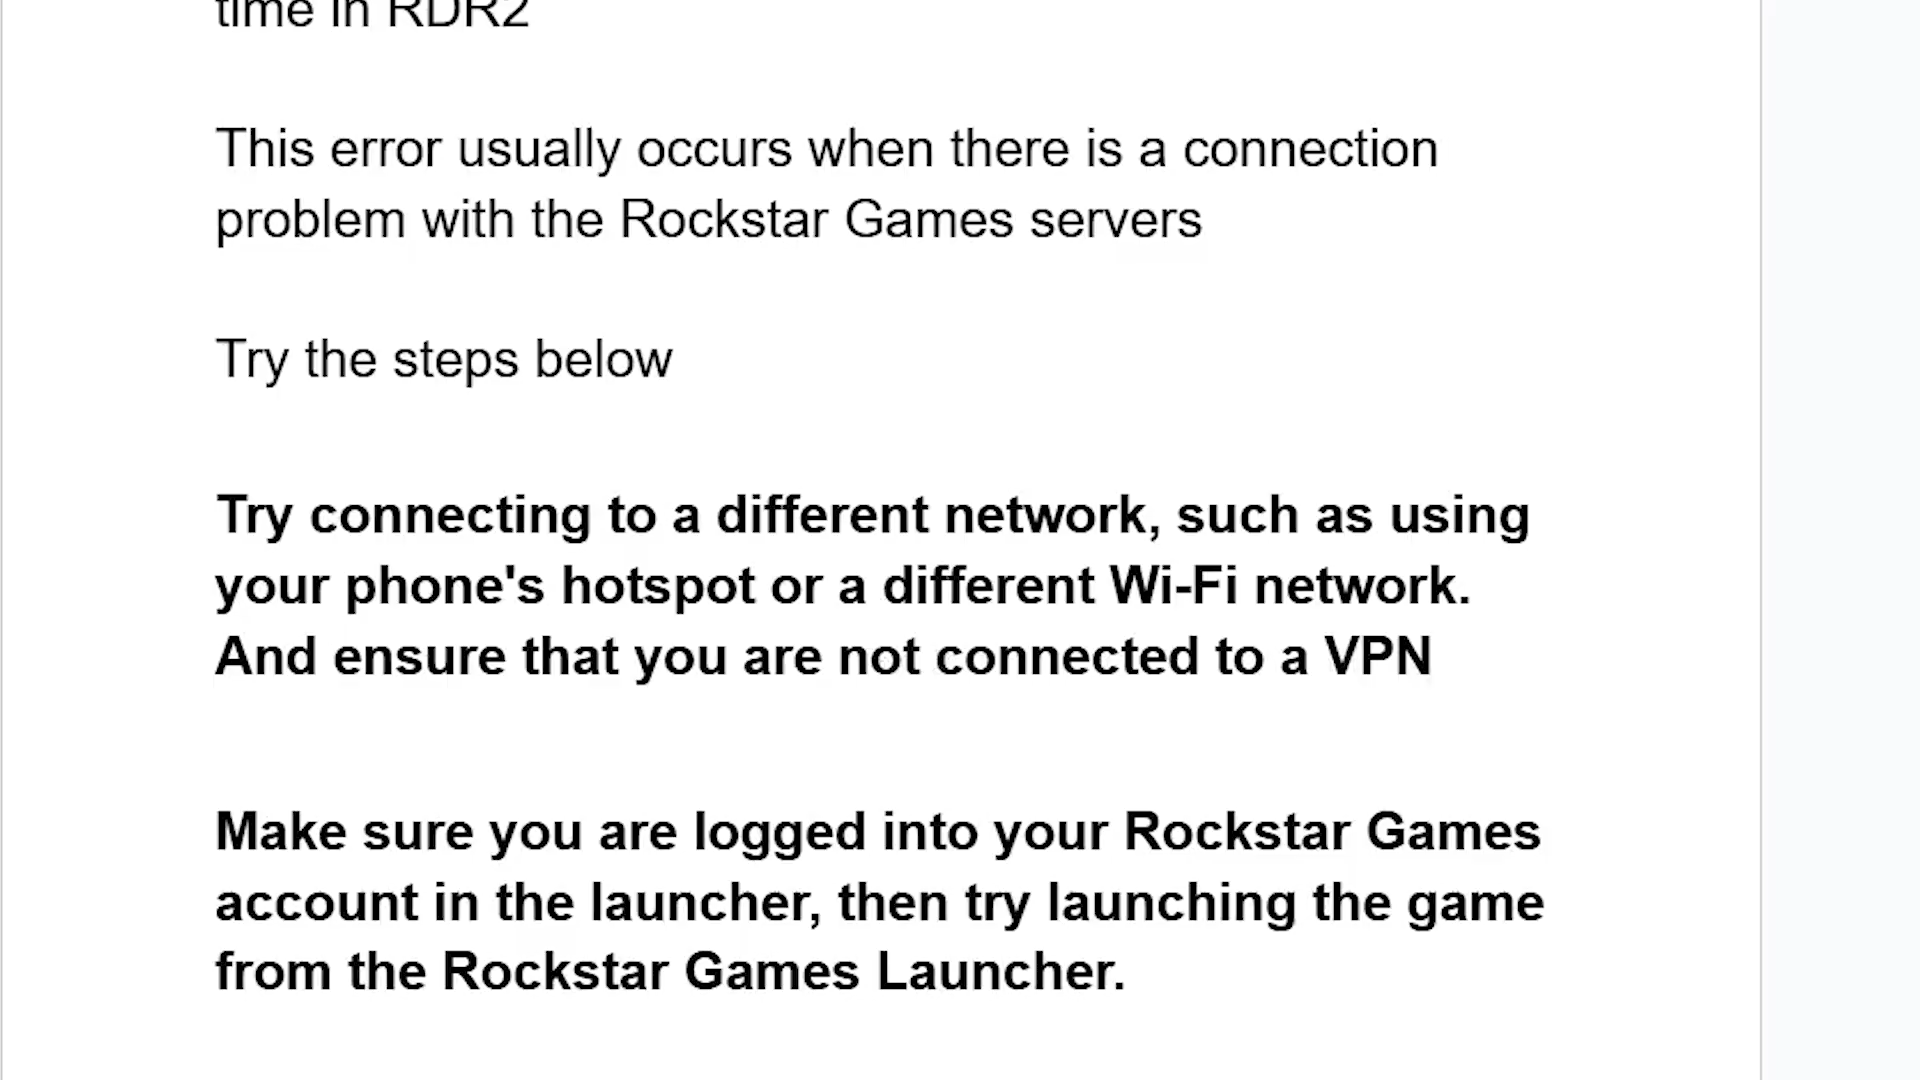 time in RDR2
This error usually occurs when there is a connection
problem with the Rockstar Games servers
Try the steps below
Try connecting to a different network, such as using
your phone's hotspot or a different Wi-Fi network.
And ensure that you are not connected to a VPN
Make sure you are logged into your Rockstar Games
account in the launcher, then try launching the game
from the Rockstar Games Launcher.